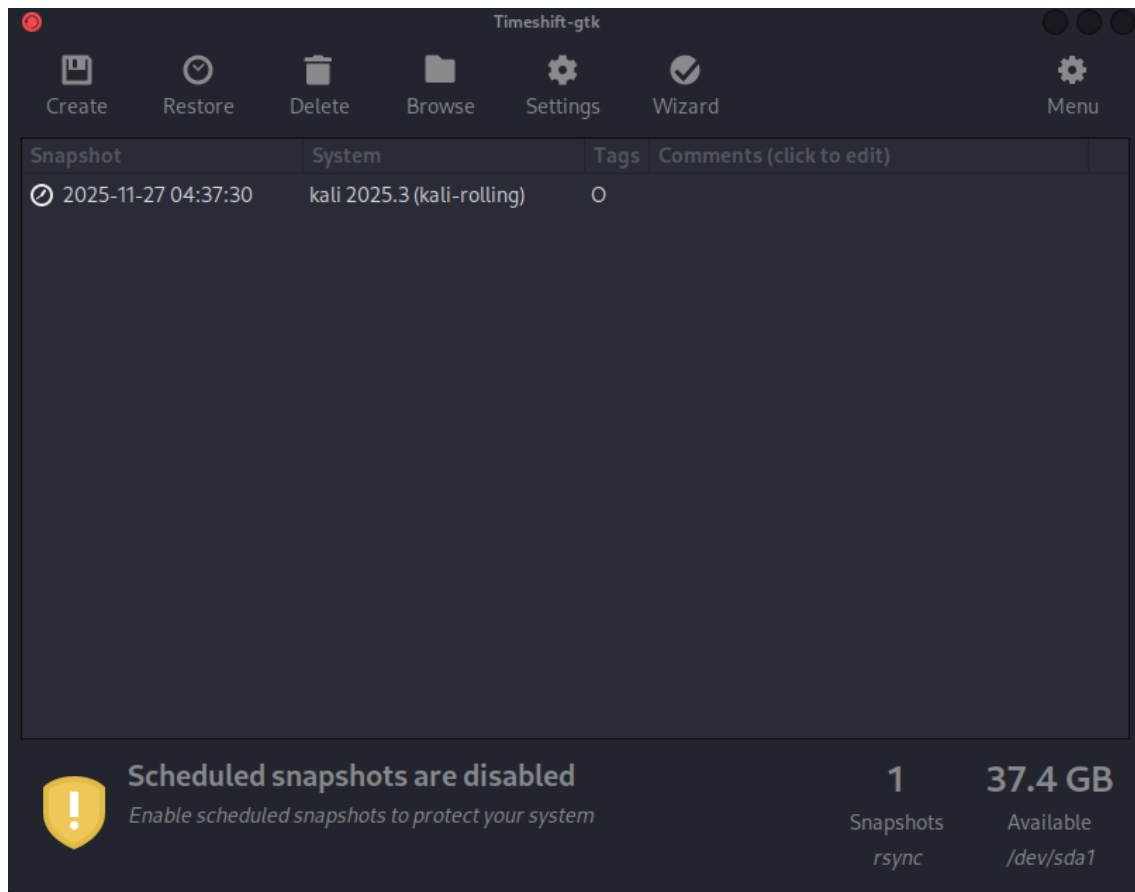 Timeshift-gtk
Create Restore Delete Browse Settings Wizard Menu
Snapshot System Tags Comments (click to edit)
2025-11-27 04:37:30 kali 2025.3 (kali-rolling) O
Scheduled snapshots are disabled
Enable scheduled snapshots to protect your system
1 37.4 GB
Snapshots Available
rsync /dev/sda1